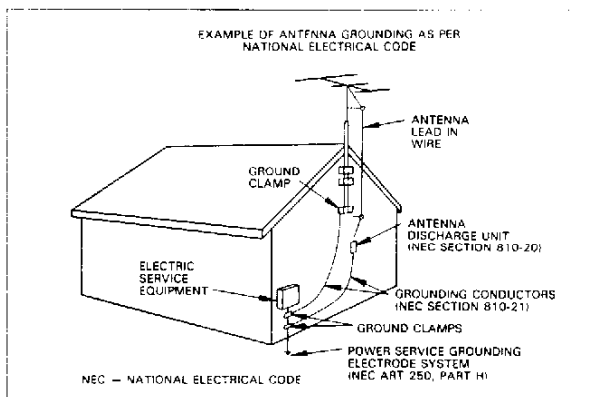 EXAMPLE OF ANTENNA GROUNDING AS PER
NATIONAL ELECTRICAL CODE
ANTENNA
LEAD IN
WIRE
GROUND
CLAMP
ANTENNA
DISCHARGE UNIT
(NEC SECTION 810-20)
ELECTRIC
SERVICE
EQUIPMENT
GROUNDING CONDUCTORS
(NEC SECTION 810-21)
GROUND CLAMPS
POWER SERVICE GROUNDING
ELECTRODE SYSTEM
(NEC ART 250, PART H)
NEC – NATIONAL ELECTRICAL CODE